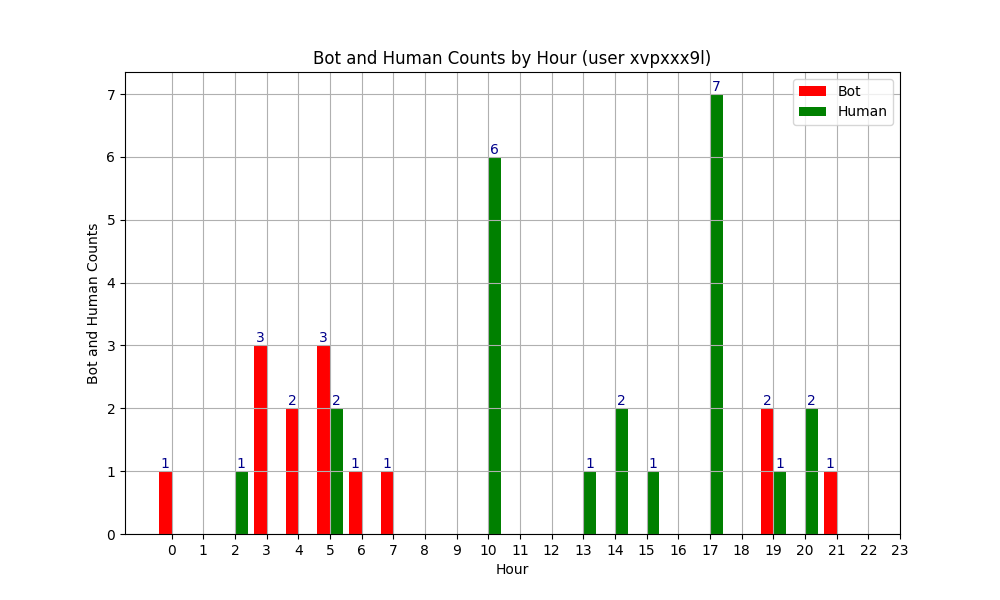 Bot and Human Counts by Hour (user xvpxxx9l)
Bot
Human
Bot and Human Counts
7
6
5
4
3
2
1
0
1 1 3 2 3 2 1 1 6 1 2 1 7 2 1 2 1
0 1 2 3 4 5 6 7 8 9 10 11 12 13 14 15 16 17 18 19 20 21 22 23
Hour